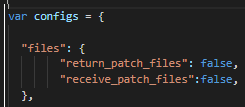 var configs = {
"files": {
"return_patch_files": false,
"receive_patch_files":false,
},